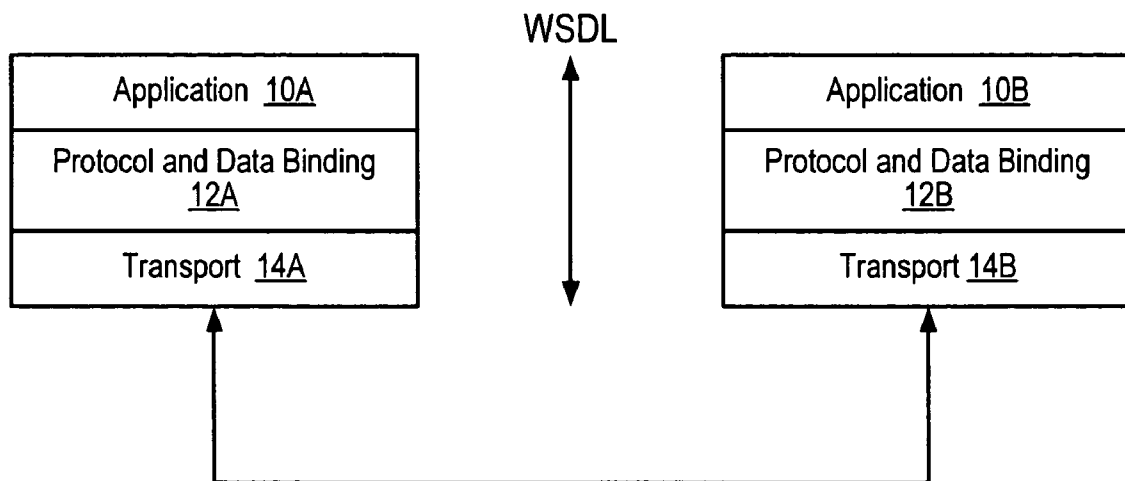 WSDL
Application 10A
Protocol and Data Binding
12A
Transport 14A
Application 10B
Protocol and Data Binding
12B
Transport 14B